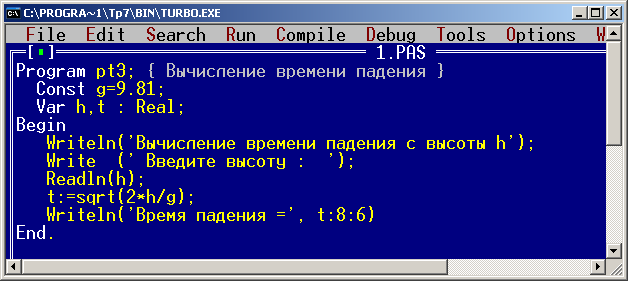 C:\PROGRA~1\Tp7\BIN\TURBO.EXE
File Edit Search Run Compile Debug Tools Options W
[■] 1.PAS
Program pt3; { Вычисление времени падения }
Const g=9.81;
Var h,t : Real;
Begin
Writeln('Вычисление времени падения с высоты h');
Write (' Введите высоту : ');
Readln(h);
t:=sqrt(2*h/g);
Writeln('Время падения =', t:8:6)
End.